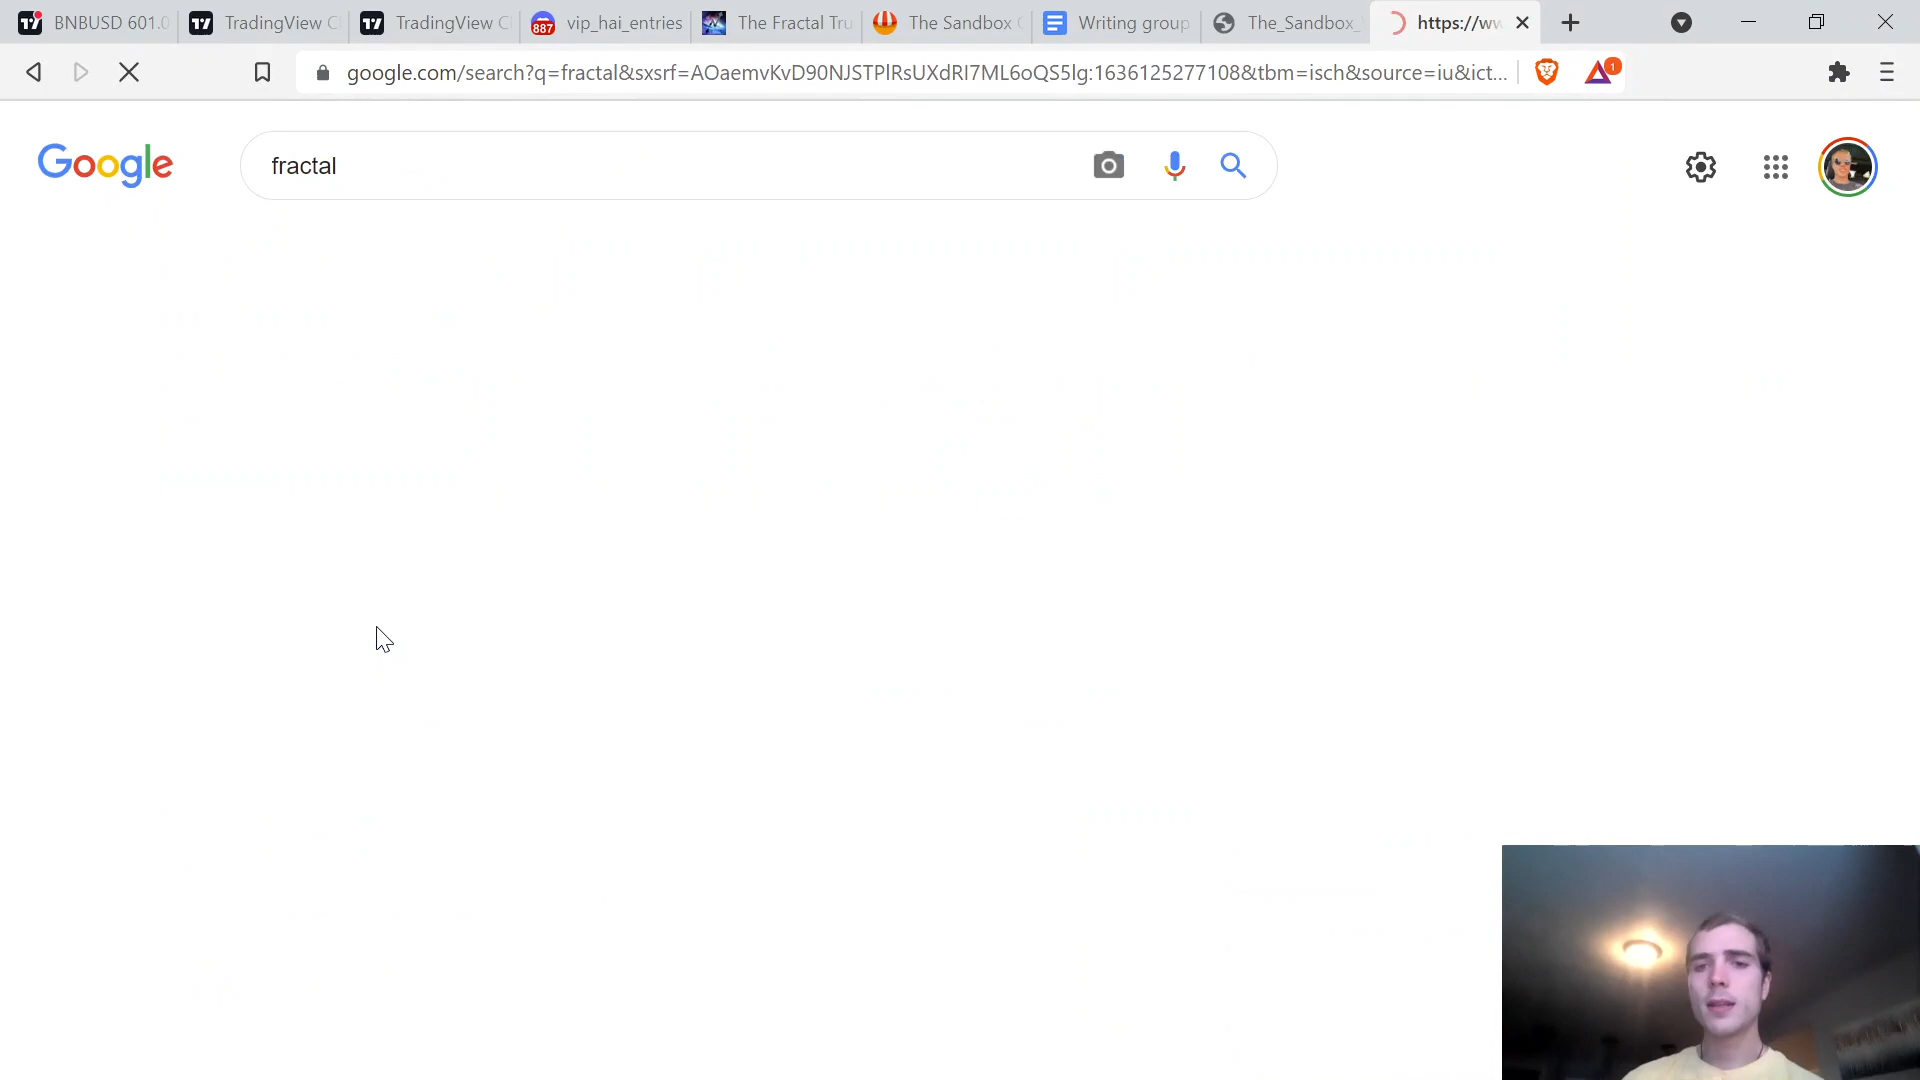 BNBUSD 601.0
TradingView C
TradingView C
887
vip_hai_entries
The Fractal Tru
The Sandbox
Writing group
The_Sandbox_
https://ww
google.com/search?q=fractal&sxsrf=AOaemvKvD90NJSTPlRsUXdRI7ML6oQS5lg:1636125277108&tbm=isch&source=iu&ict...
1
Google
fractal